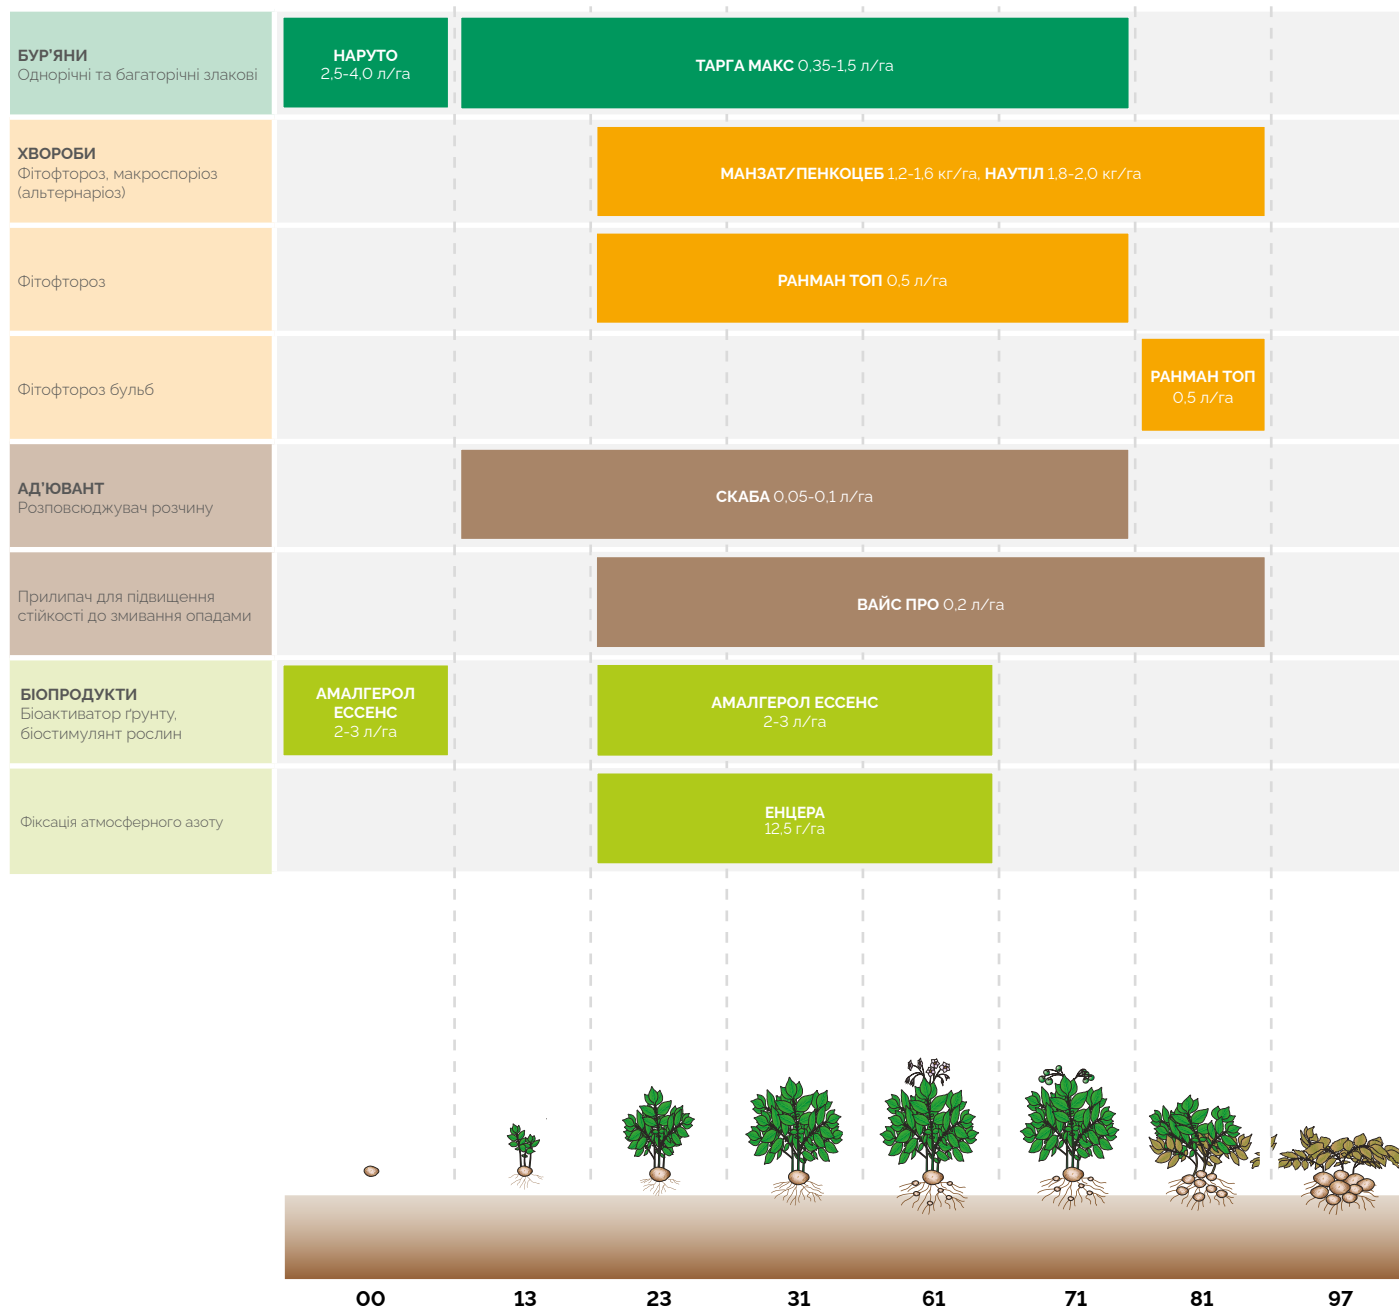 БУР'ЯНИ
Однорічні та багаторічні злакові
НАРУТО
2,5-4,0 л/га
ТАРГА МАКС 0,35-1,5 л/га
ХВОРОБИ
Фітофтороз, макроспоріоз
(альтернаріоз)
МАНЗАТ/ПЕНКОЦЕБ 1,2-1,6 кг/га, НАУТІЛ 1,8-2,0 кг/га
Фітофтороз
РАНМАН ТОП 0,5 л/га
Фітофтороз бульб
РАНМАН ТОП
0,5 л/га
АД'ЮВАНТ
Розповсюджувач розчину
СКАБА 0,05-0,1 л/га
Прилипач для підвищення
стійкості до змивання опадами
ВАЙС ПРО 0,2 л/га
БІОПРОДУКТИ
Біоактиватор ґрунту,
біостимулянт рослин
АМАЛГЕРОЛ
ЕССЕНС
2-3 л/га
АМАЛГЕРОЛ ЕССЕНС
2-3 л/га
Фіксація атмосферного азоту
ЕНЦЕРА
12,5 г/га
00 13 23 31 61 71 81 97